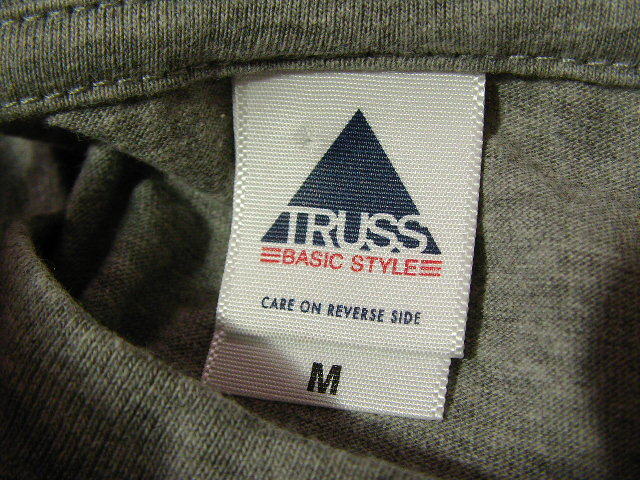 TRUSS
BASIC STYLE
CARE ON REVERSE SIDE
M